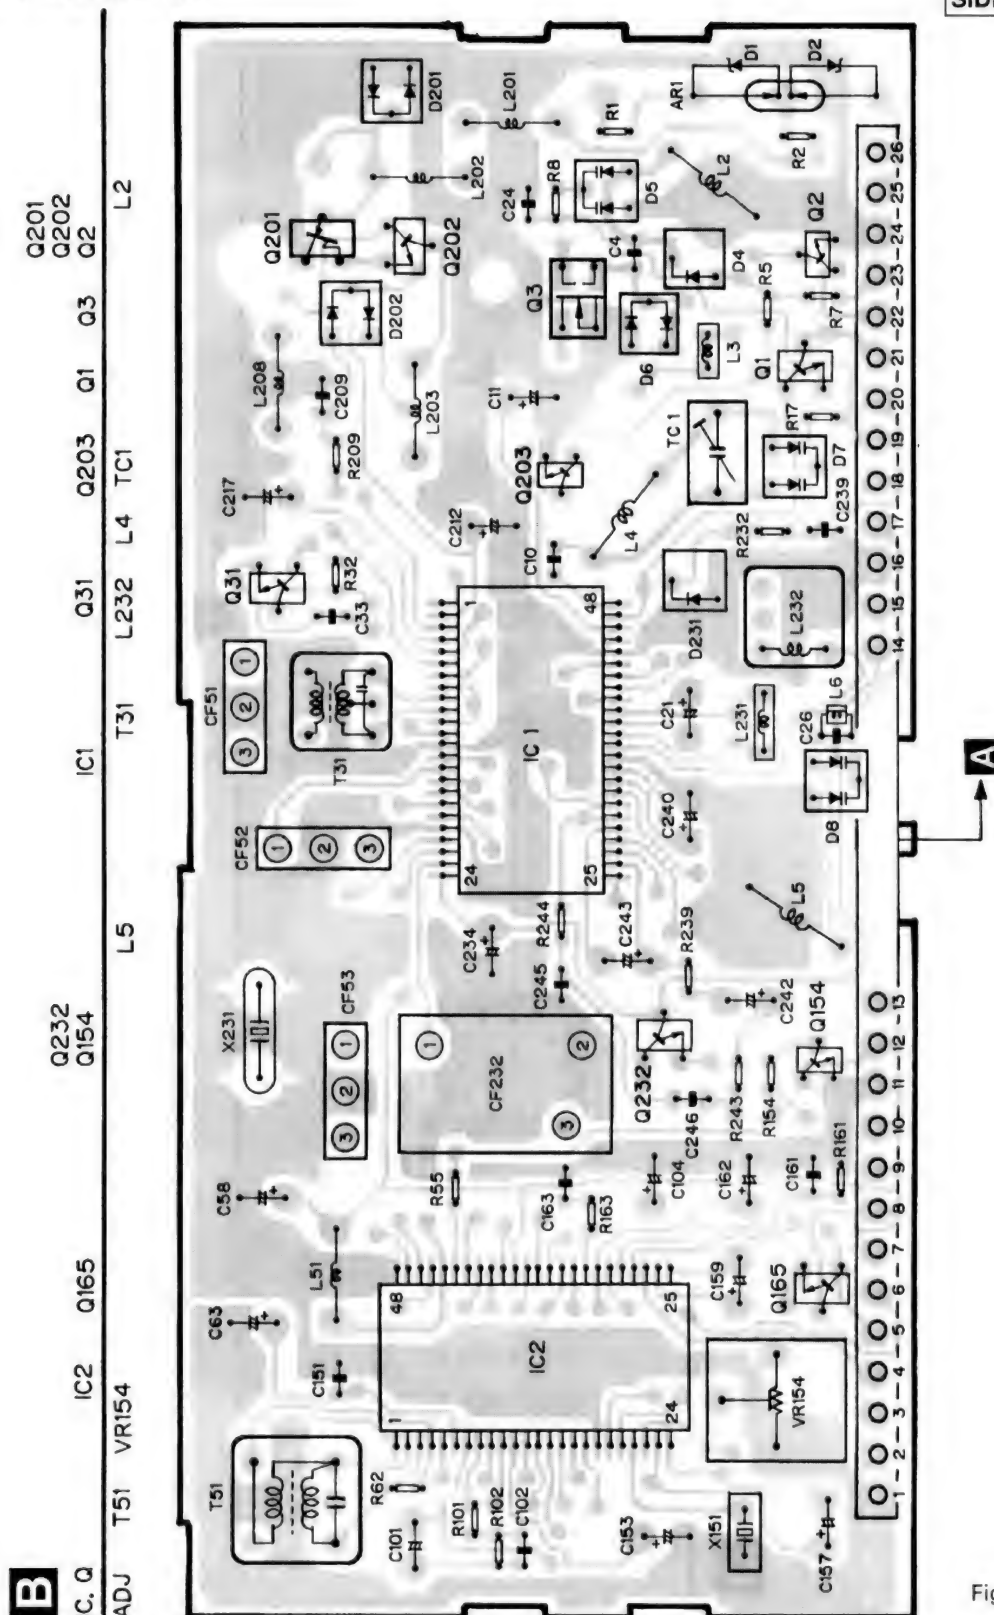 SIDE
B
C. Q
IC2 Q165 Q232 IC1 Q31 Q203 Q1 Q3 Q201
Q154 Q202
Q2
ADJ
T51 VR154 L5 T31 L232 L4 TC1 L2
D201
L201
L202
Q201
Q202
D202
L208
C209
R209
L203
C217
C212
Q31
R32
C33
CF51
1
2
3
T31
CF52
1
2
3
X231
CF53
1
2
3
C58
C63
L51
C151
T51
R62
C101
R101
R102
C102
C153
X151
C157
R1
AR1
D1
D2
R2
R8
C24
D5
L2
Q3
C4
D4
Q2
R5
R7
D6
L3
Q1
C11
Q203
TC1
R17
D7
C239
R232
L4
C10
D231
L232
IC 1
1
48
24
25
C21
L231
C26
L6
D8
C240
L5
R244
C234
C243
C245
R239
C242
Q154
CF232
1
2
3
Q232
C246
R243
R154
R55
C163
R163
C104
C162
C161
R161
C159
Q165
IC2
48
25
1
24
VR154
1 2 3 4 5 6 7 8 9 10 11 12 13
14 15 16 17 18 19 20 21 22 23 24 25 26
A
Fig